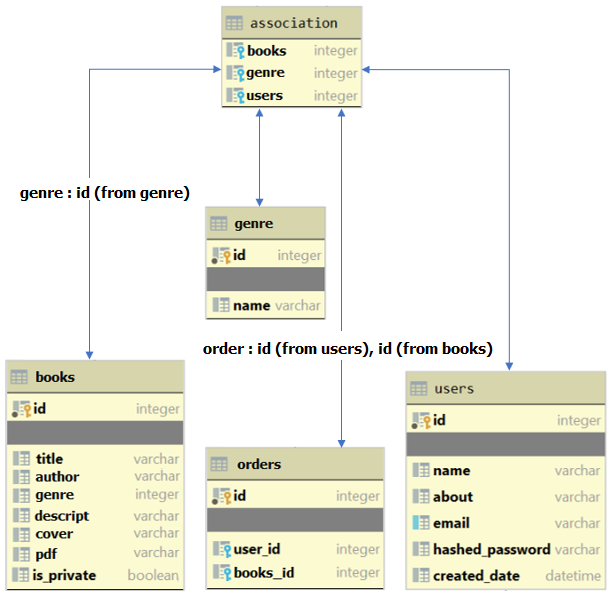 association
books integer
genre integer
users integer
genre : id (from genre)
genre
id integer
name varchar
order : id (from users), id (from books)
books
id integer
title varchar
author varchar
genre integer
descript varchar
cover varchar
pdf varchar
is_private boolean
orders
id integer
user_id integer
books_id integer
users
id integer
name varchar
about varchar
email varchar
hashed_password varchar
created_date datetime